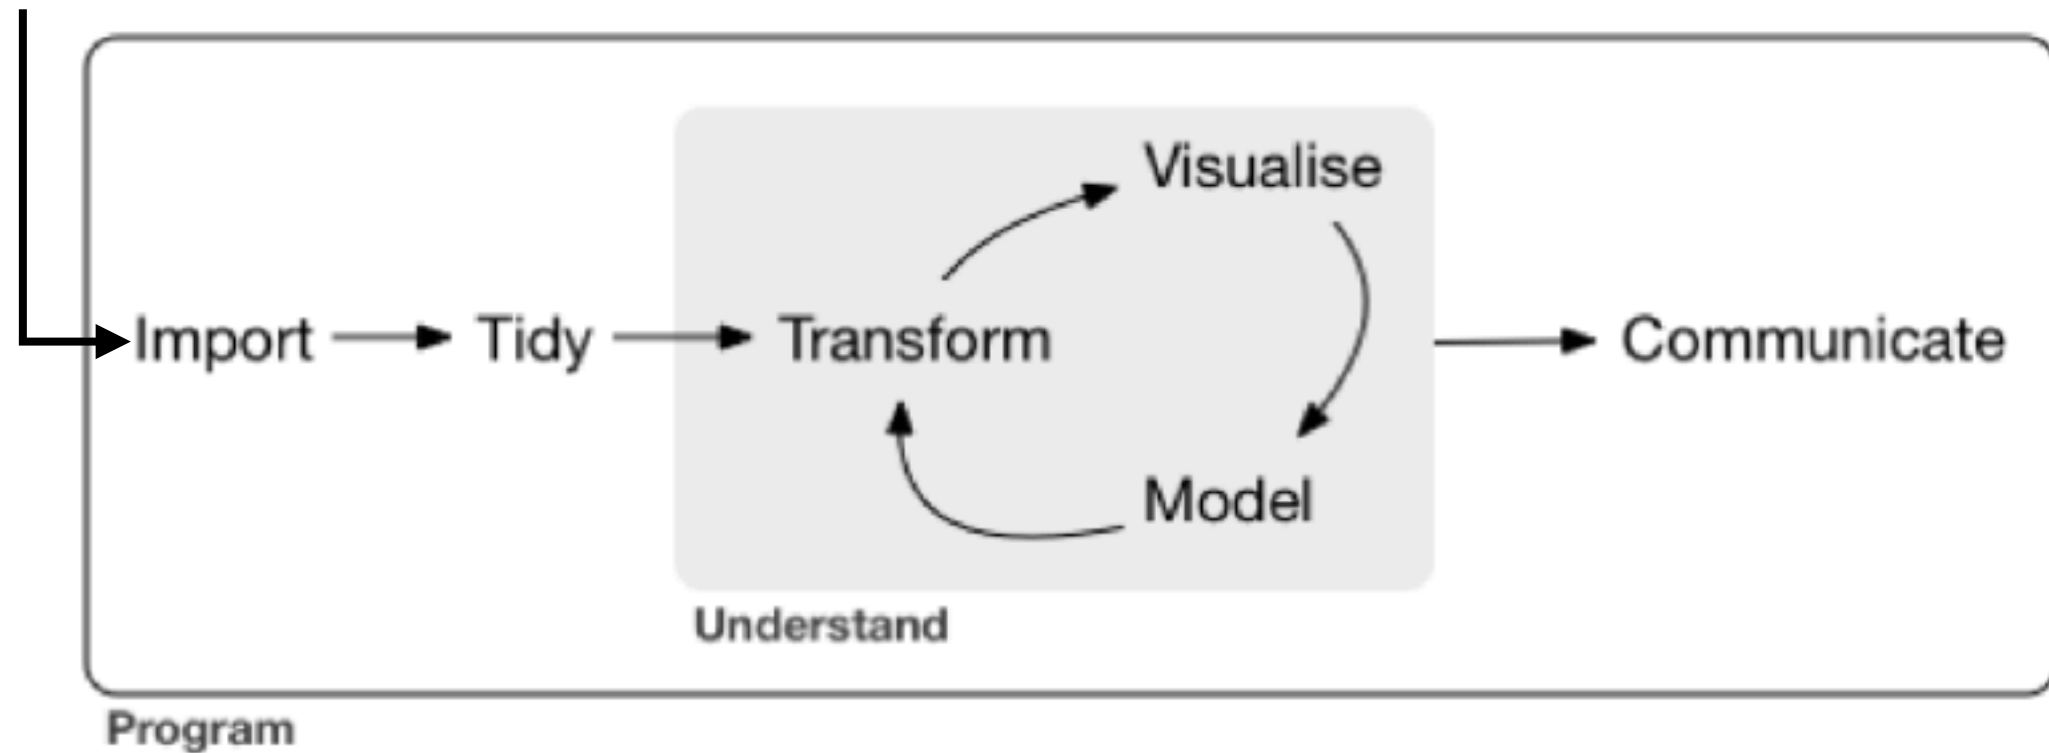 Visualise
Import Tidy Transform Communicate
Model
Understand
Program